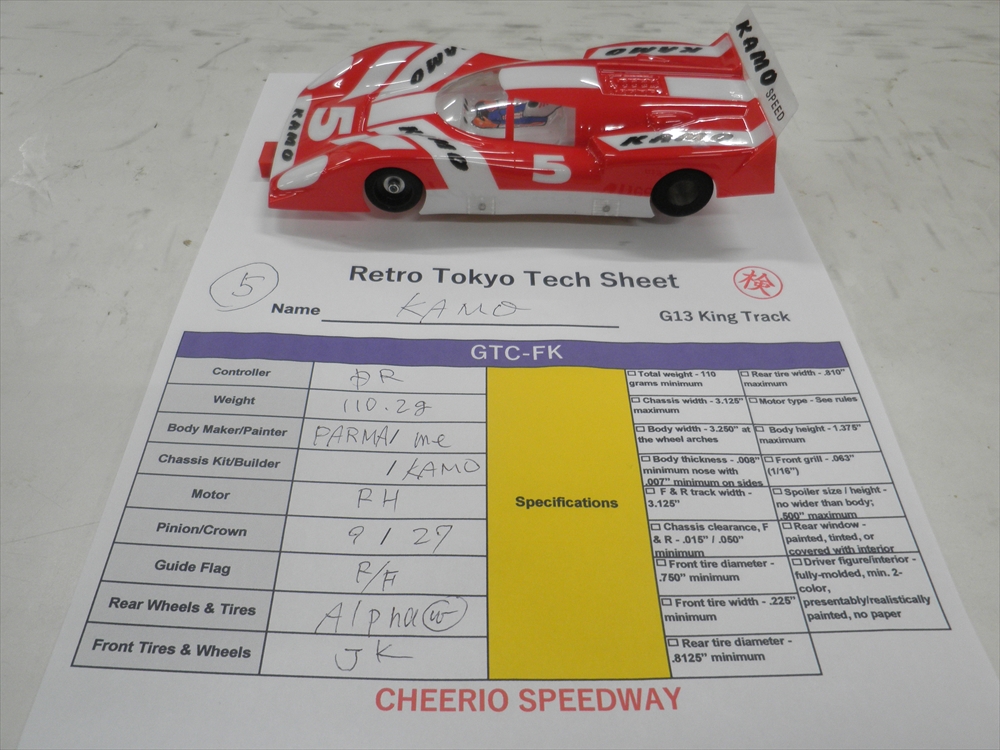 KAMO
SPEED
KAMO
KAMO
KAMO
5
KAMO
KAMO
KAMO
5
Retro Tokyo Tech Sheet
検
5
Name KAMO
G13 King Track
GTC-FK
Controller
Weight 110.2g
Body Maker/Painter PARMA/ me
Chassis Kit/Builder / KAMO
Motor
Pinion/Crown 9 / 27
Guide Flag R/F
Rear Wheels & Tires Alpha W
Front Tires & Wheels JK
Specifications
Total weight - 110
grams minimum
Rear tire width - .810"
maximum
Chassis width - 3.125"
maximum
Motor type - See rules
Body width - 3.250" at
the wheel arches
Body height - 1.375"
maximum
Body thickness - .008"
minimum nose with
.007" minimum on sides
Front grill - .063"
(1/16")
F & R track width -
3.125"
Spoiler size / height -
no wider than body;
.500" maximum
Chassis clearance, F
& R - .015" / .050"
minimum
Rear window -
painted, tinted, or
covered with interior
Front tire diameter -
.750" minimum
Driver figure/interior -
fully-molded, min. 2-
color,
presentably/realistically
painted, no paper
Front tire width - .225"
minimum
Rear tire diameter -
.8125" minimum
CHEERIO SPEEDWAY